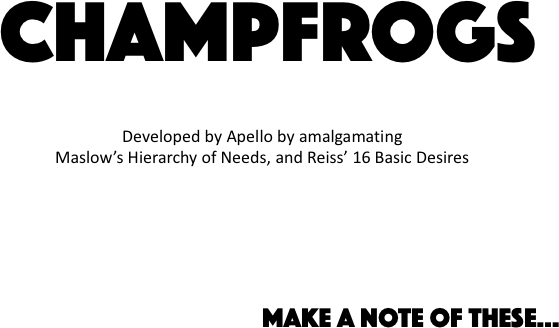 CHAMPFROGS
Developed by Apello by amalgamating
Maslow’s Hierarchy of Needs, and Reiss’ 16 Basic Desires
MAKE A NOTE OF THESE...